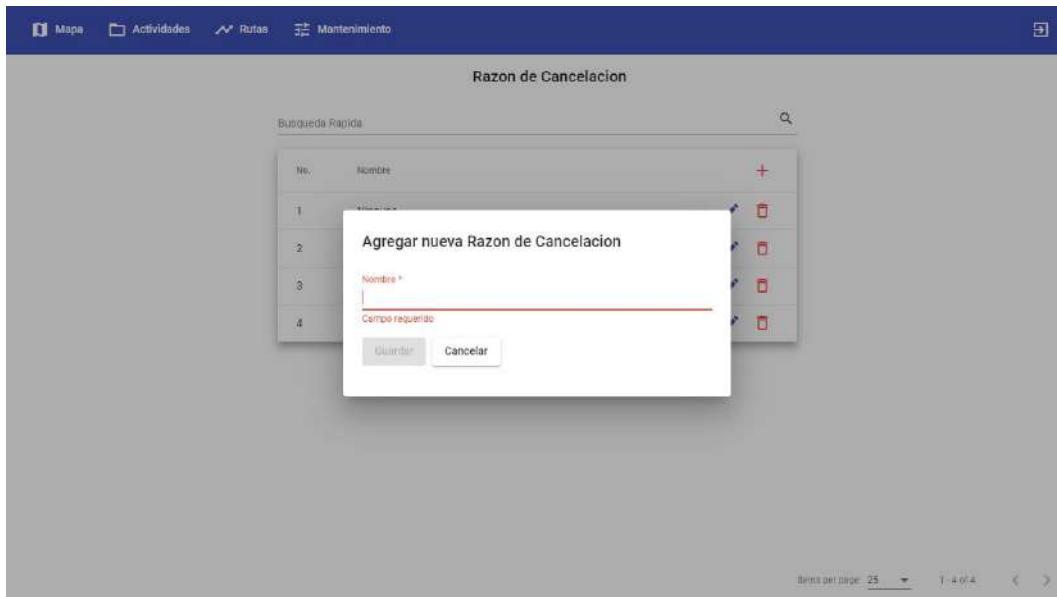 Mapa Actividades Rutas Mantenimiento
Razon de Cancelacion
Busqueda Rapida
No. Nombre
1
2
3
4
Agregar nueva Razon de Cancelacion
Nombre *
Campo requerido
Guardar Cancelar
Items per page: 25 1 - 4 of 4